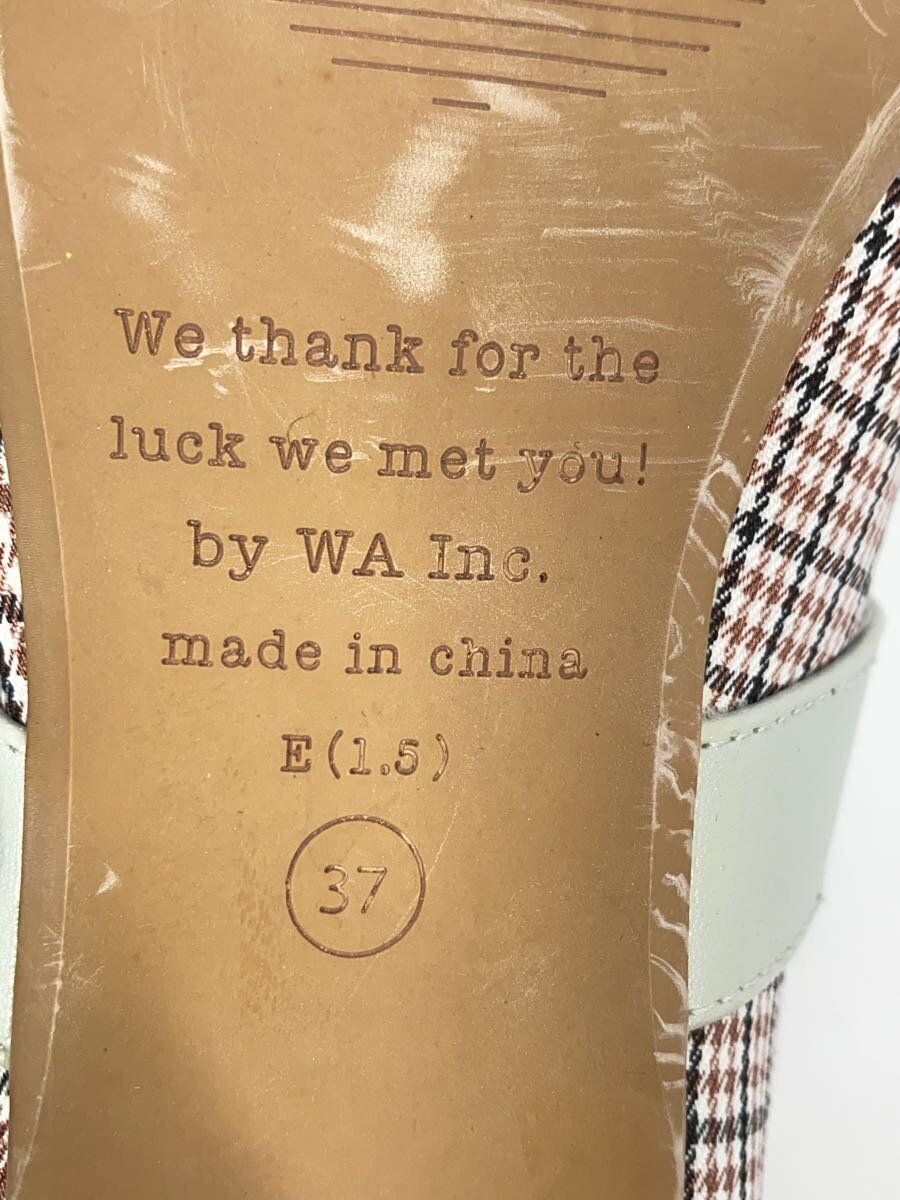 We thank for the
luck we met you!
by WA Inc.
made in china
E(1.5)
37